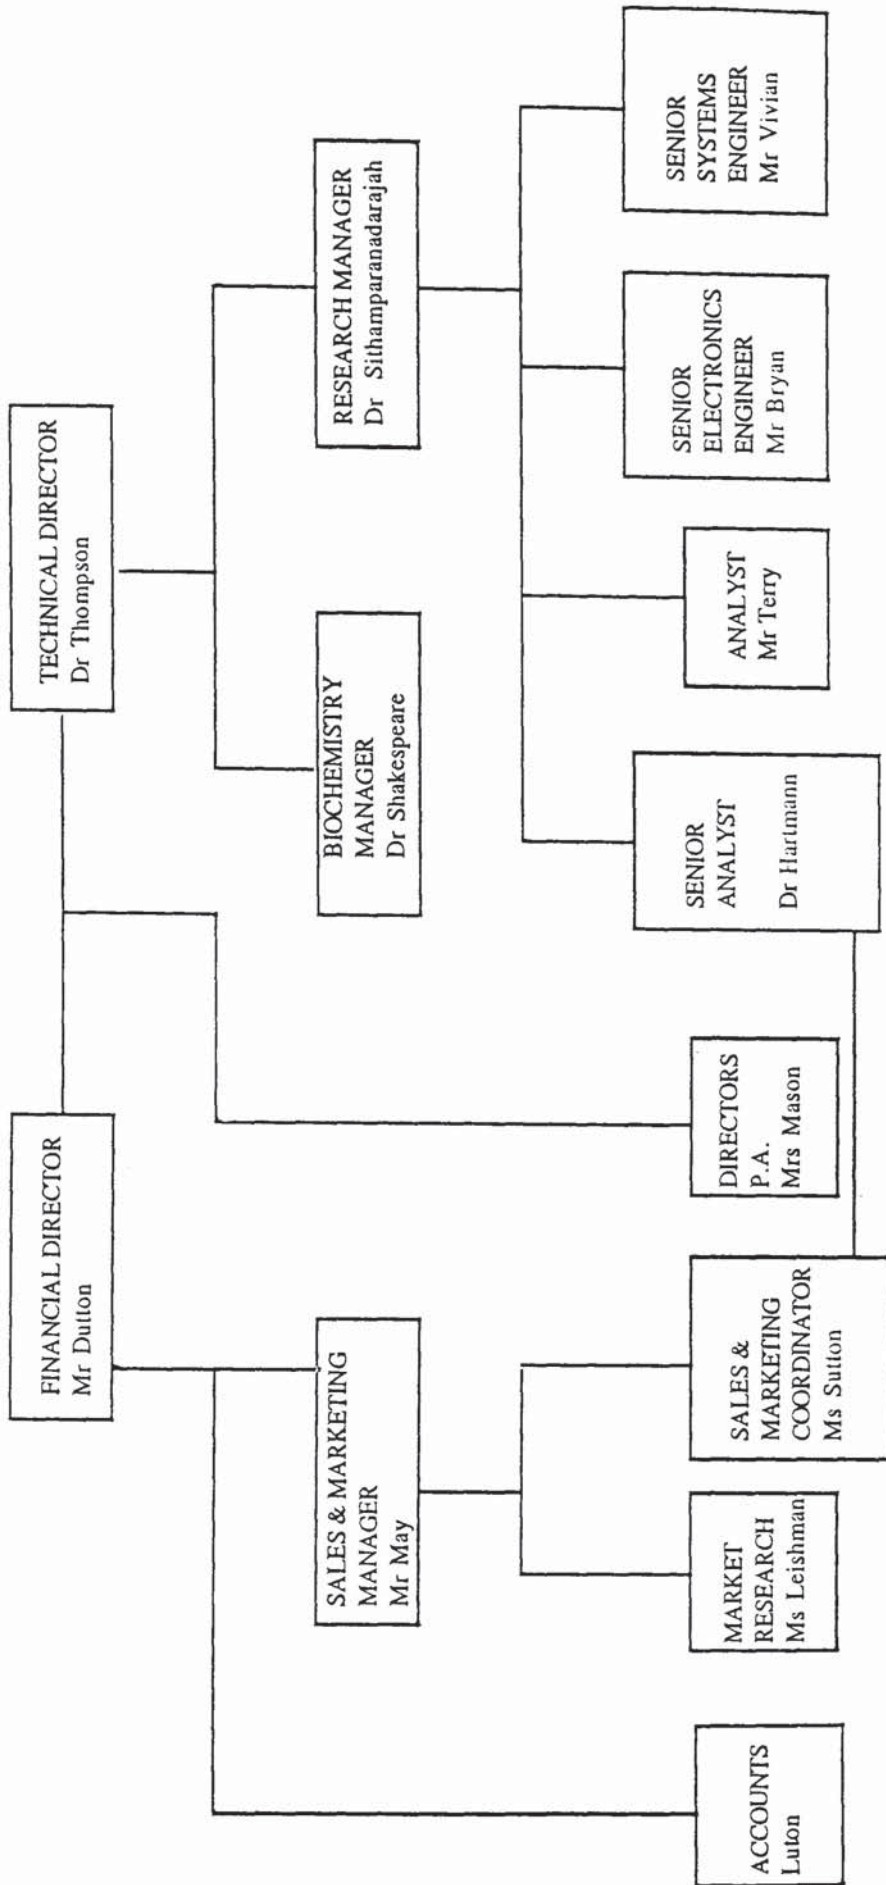 FINANCIAL DIRECTOR
Mr Dutton
TECHNICAL DIRECTOR
Dr Thompson
SALES & MARKETING
MANAGER
Mr May
BIOCHEMISTRY
MANAGER
Dr Shakespeare
RESEARCH MANAGER
Dr Sithamparanadarajah
ACCOUNTS
Luton
MARKET
RESEARCH
Ms Leishman
SALES &
MARKETING
COORDINATOR
Ms Sutton
DIRECTORS
P.A.
Mrs Mason
SENIOR
ANALYST
Dr Hartmann
ANALYST
Mr Terry
SENIOR
ELECTRONICS
ENGINEER
Mr Bryan
SENIOR
SYSTEMS
ENGINEER
Mr Vivian